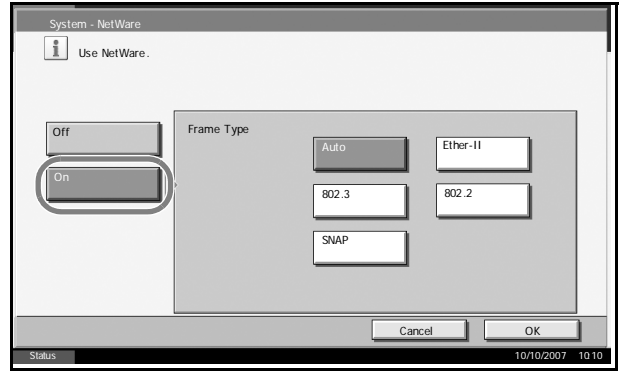 System - NetWare
i
Use NetWare.
Off
On
Frame Type
Auto
Ether-II
802.3
802.2
SNAP
Cancel
OK
Status
10/10/2007 10:10